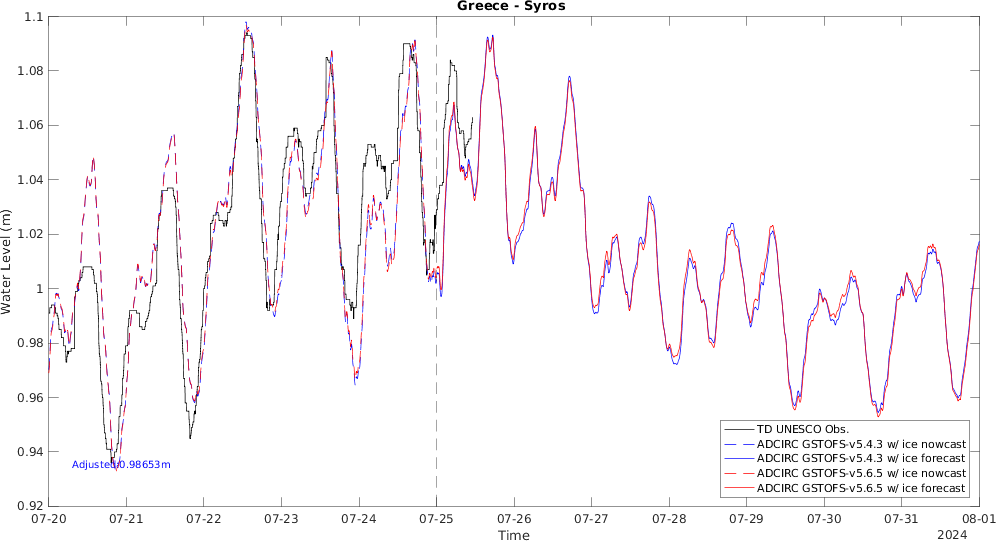 Greece - Syros
Water Level (m)
1.1
1.08
1.06
1.04
1.02
1
0.98
0.96
0.94
0.92
Adjusted:0.98653m
TD UNESCO Obs.
ADCIRC GSTOFS-v5.4.3 w/ ice nowcast
ADCIRC GSTOFS-v5.4.3 w/ ice forecast
ADCIRC GSTOFS-v5.6.5 w/ ice nowcast
ADCIRC GSTOFS-v5.6.5 w/ ice forecast
07-20 07-21 07-22 07-23 07-24 07-25 07-26 07-27 07-28 07-29 07-30 07-31 08-01
Time
2024